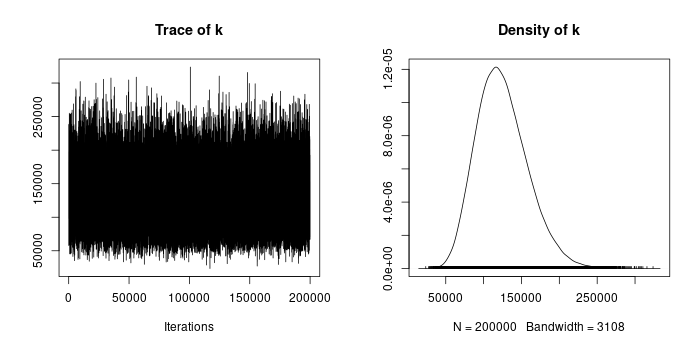 Trace of k
50000
150000
250000
0
50000
100000
150000
200000
Iterations
Density of k
0.0e+00
4.0e-06
8.0e-06
1.2e-05
50000
150000
250000
N = 200000 Bandwidth = 3108